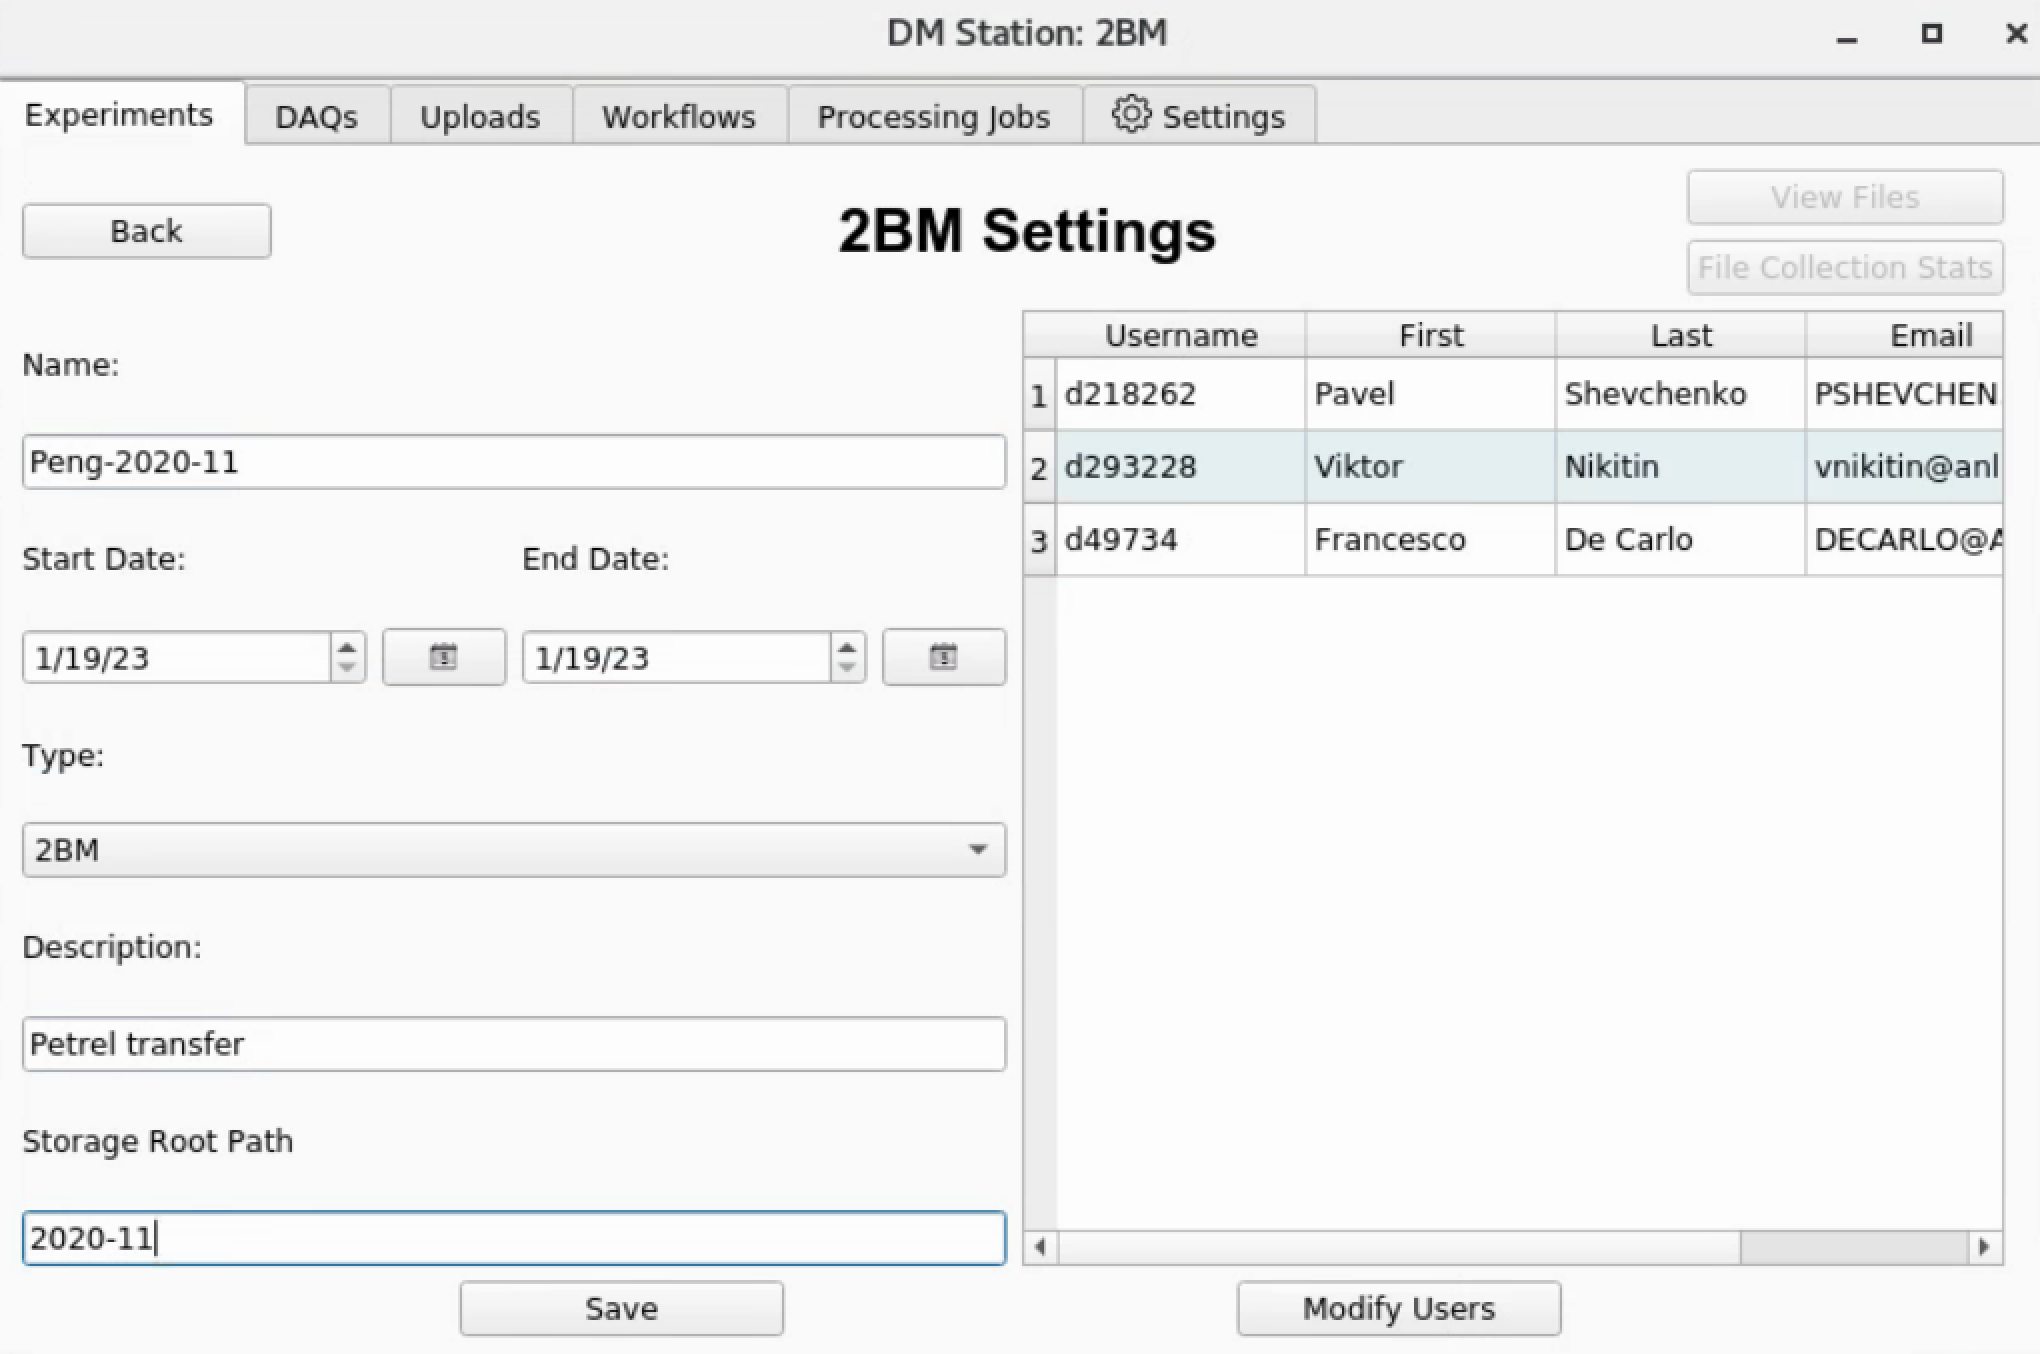 DM Station: 2BM
Experiments DAQs Uploads Workflows Processing Jobs Settings
Back
2BM Settings
View Files
File Collection Stats
Name:
Peng-2020-11
Start Date: End Date:
1/19/23 1/19/23
Type:
2BM
Description:
Petrel transfer
Storage Root Path
2020-11
Save
Username First Last Email
1 d218262 Pavel Shevchenko PSHEVCHEN
2 d293228 Viktor Nikitin vnikitin@anl
3 d49734 Francesco De Carlo DECARLO@A
Modify Users